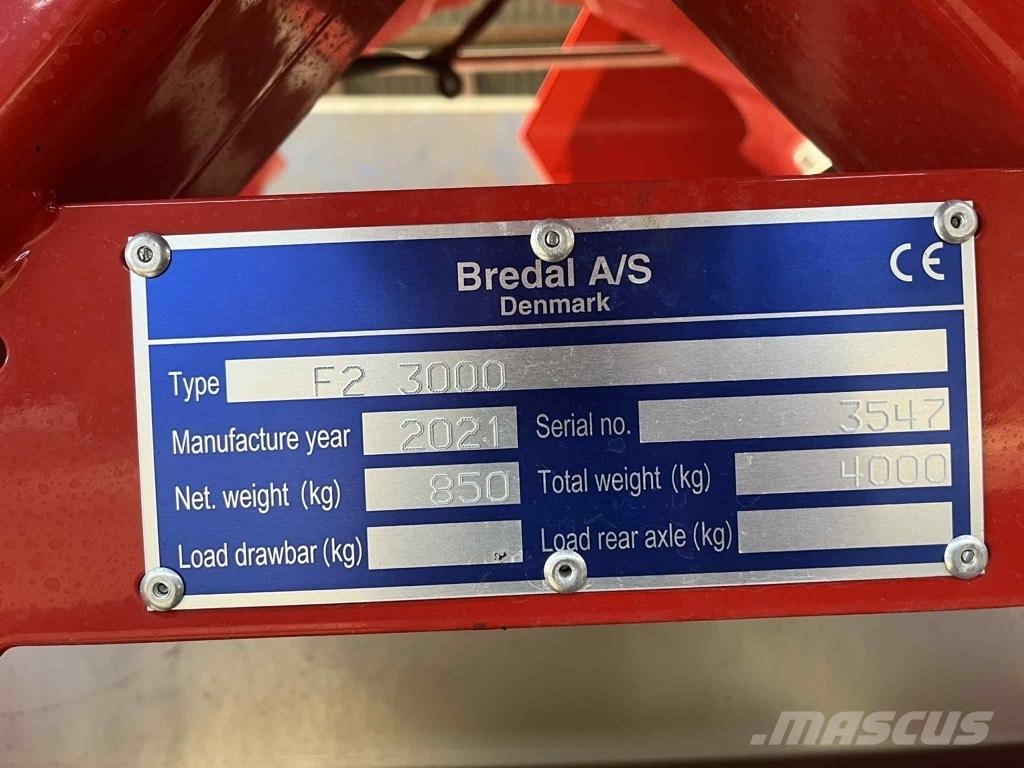 Bredal A/S CE
Denmark
Type F2 3000
Manufacture year 2021 Serial no. 3547
Net. weight (kg) 850 Total weight (kg) 4000
Load drawbar (kg) Load rear axle (kg)
MASCUS